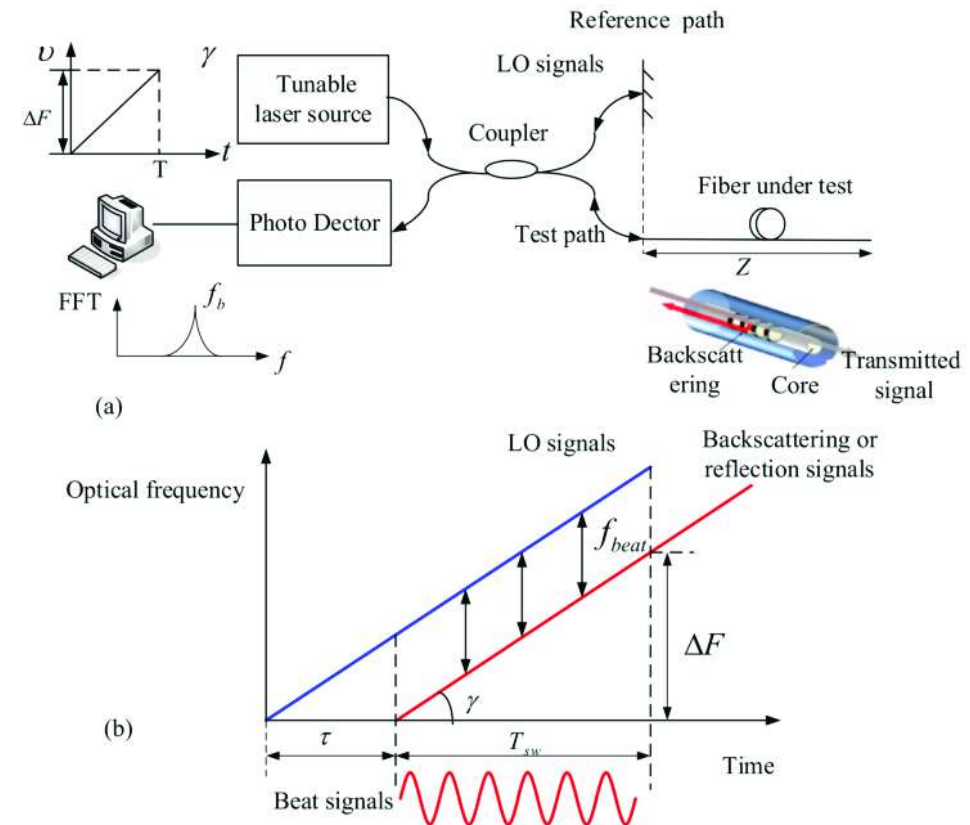 Reference path
υ
γ
LO signals
Tunable
laser source
ΔF
Coupler
T
t
Fiber under test
Photo Dector
Test path
Z
FFT
f_b
f
Backscatt
ering
Core
Transmitted
signal
(a)
LO signals
Backscattering or
reflection signals
Optical frequency
f_beat
ΔF
γ
(b)
τ
T_sw
Time
Beat signals